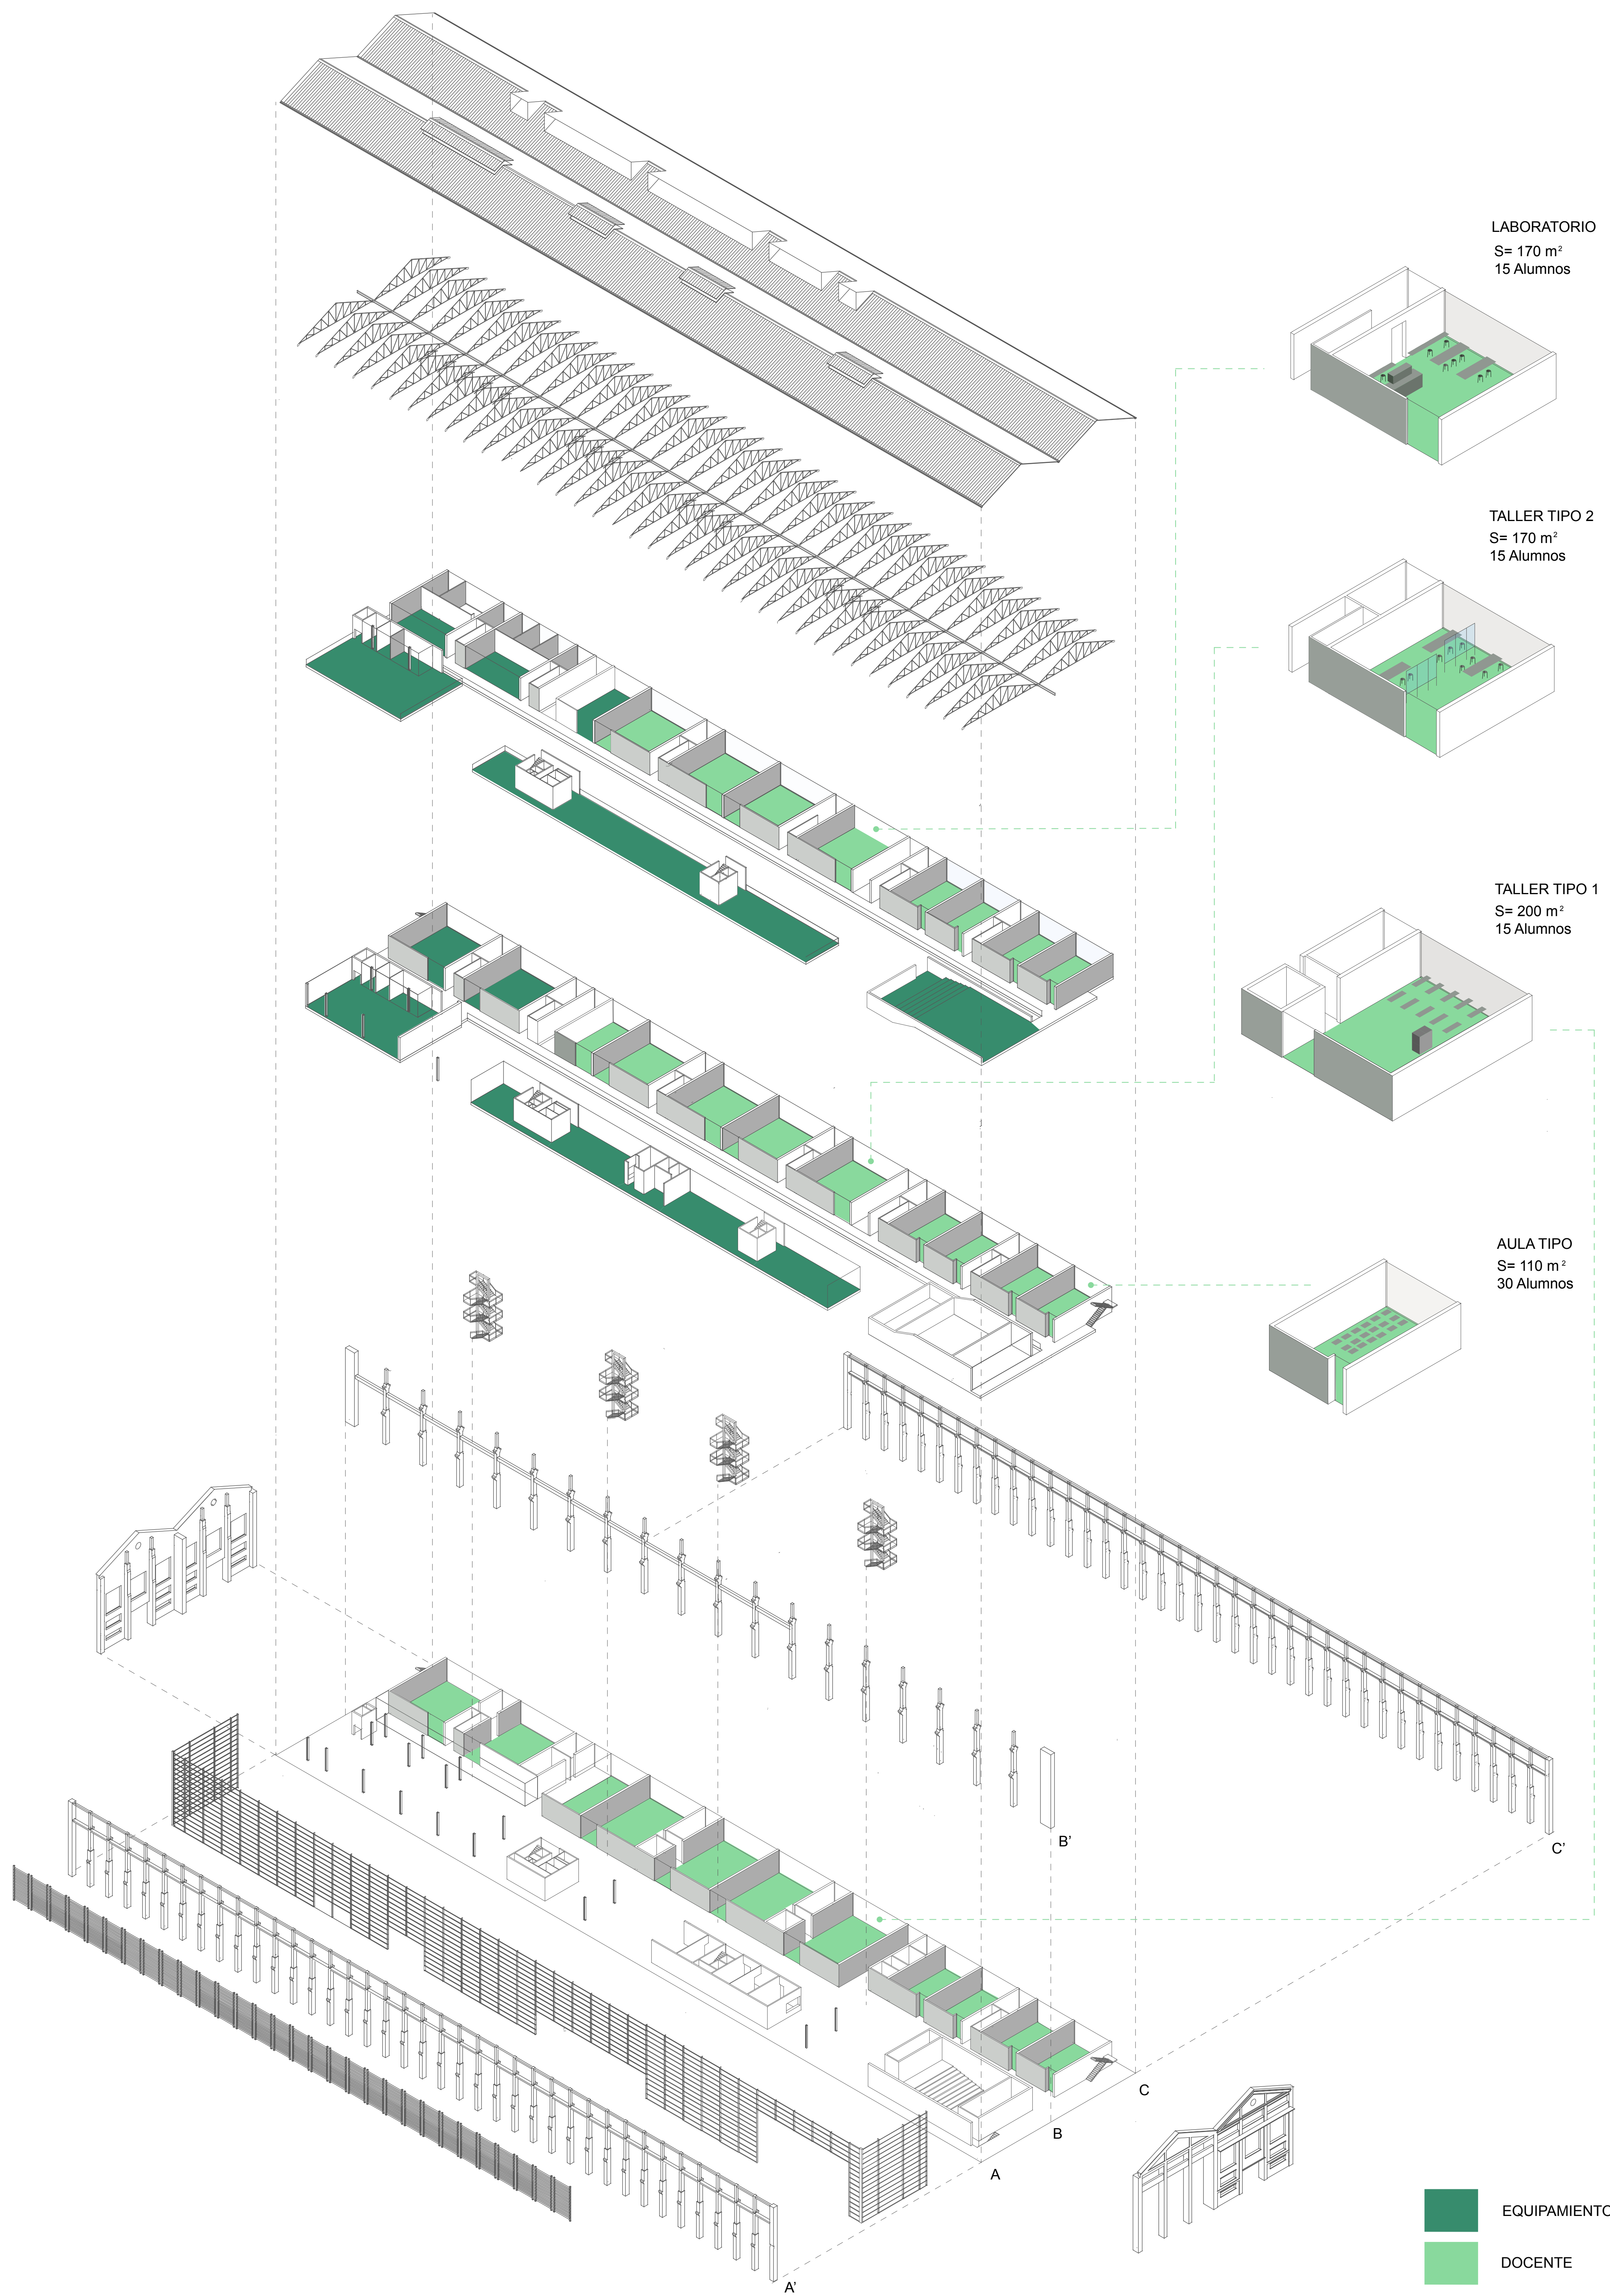 LABORATORIO
S= 170 m²
15 Alumnos
TALLER TIPO 2
S= 170 m²
15 Alumnos
TALLER TIPO 1
S= 200 m²
15 Alumnos
AULA TIPO
S= 110 m²
30 Alumnos
B'
C'
C
B
A
A'
EQUIPAMIENTO
DOCENTE